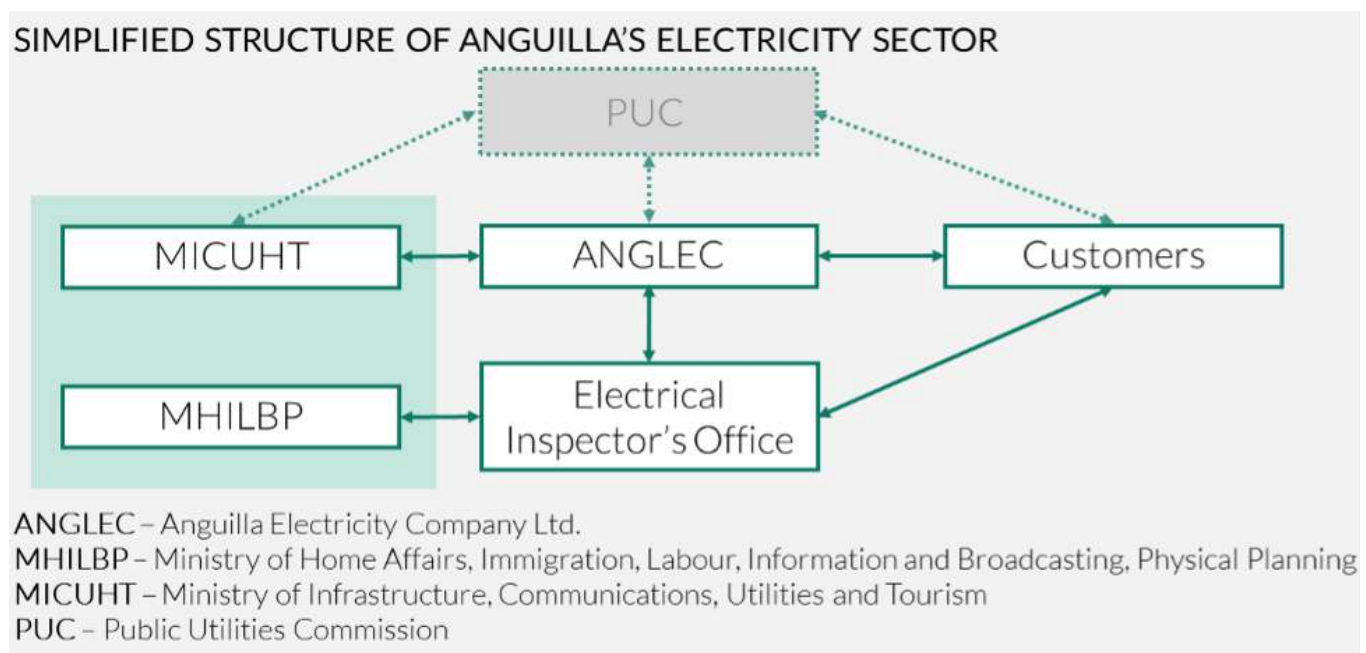 SIMPLIFIED STRUCTURE OF ANGUILLA'S ELECTRICITY SECTOR
PUC
MICUHT
ANGLEC
Customers
MHILBP
Electrical
Inspector's Office
ANGLEC – Anguilla Electricity Company Ltd.
MHILBP – Ministry of Home Affairs, Immigration, Labour, Information and Broadcasting, Physical Planning
MICUHT – Ministry of Infrastructure, Communications, Utilities and Tourism
PUC – Public Utilities Commission